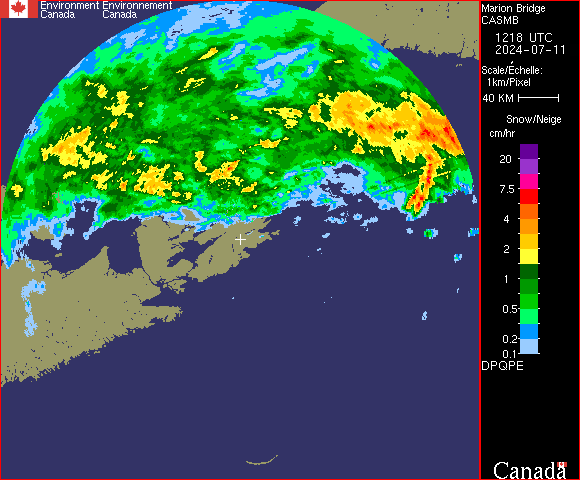 Environment Environnement
Canada Canada
Marion Bridge
CASMB
1218 UTC
2024-07-11
Scale/Echelle:
1km/Pixel
40 KM
Snow/Neige
cm/hr
20
7.5
4
2
1
0.5
0.2
0.1
DPQPE
Canada